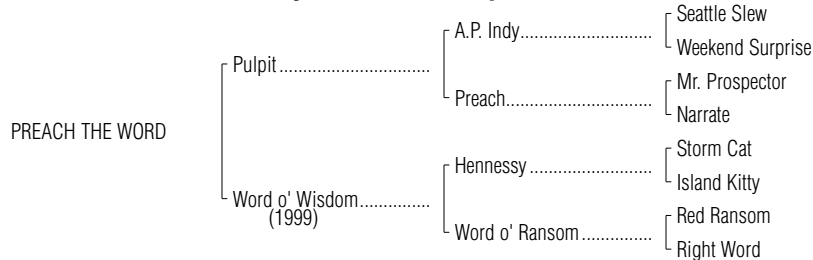 Seattle Slew
A.P. Indy..............................
Weekend Surprise
Pulpit................................
Mr. Prospector
Preach.................................
Narrate
PREACH THE WORD
Storm Cat
Hennessy ............................
Island Kitty
Word o' Wisdom...............
(1999)
Red Ransom
Word o' Ransom...............
Right Word